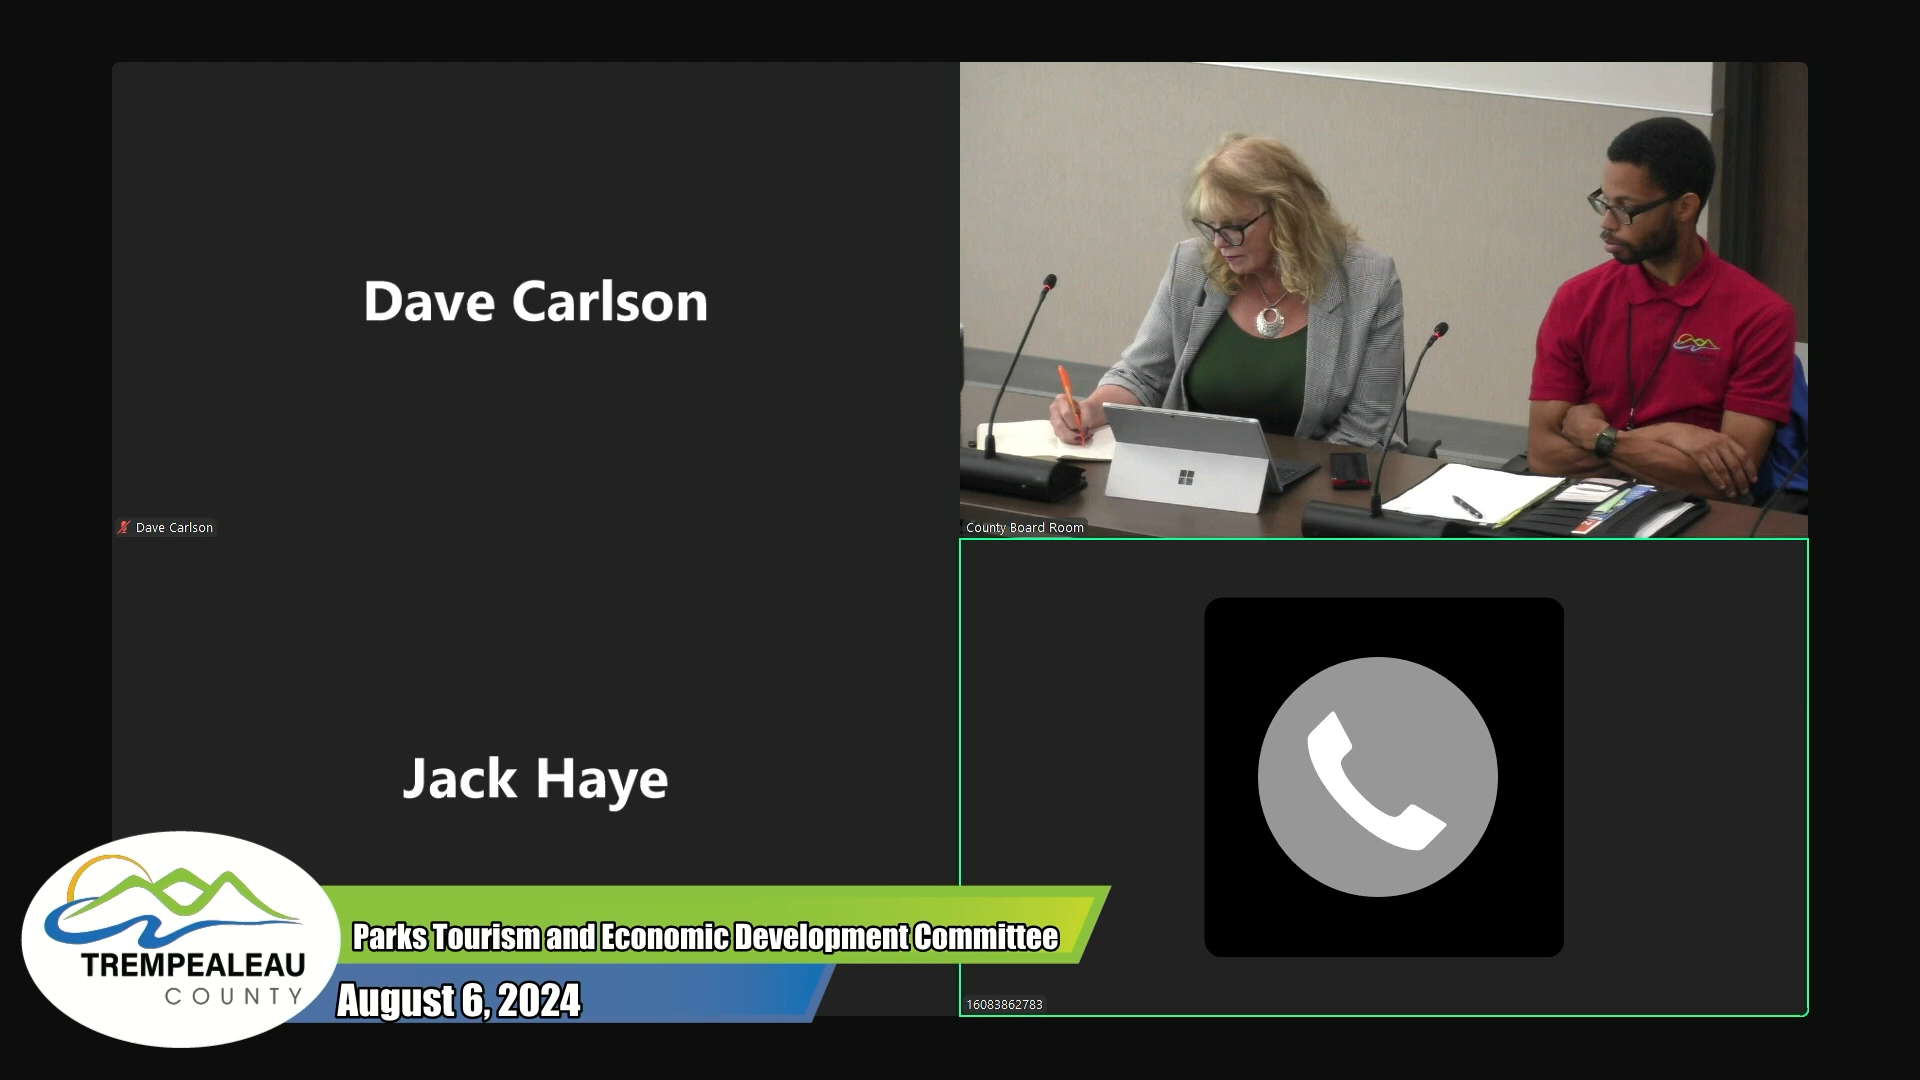 Dave Carlson
Dave Carlson
County Board Room
Jack Haye
16083862783
TREMPEALEAU
COUNTY
Parks Tourism and Economic Development Committee
August 6, 2024